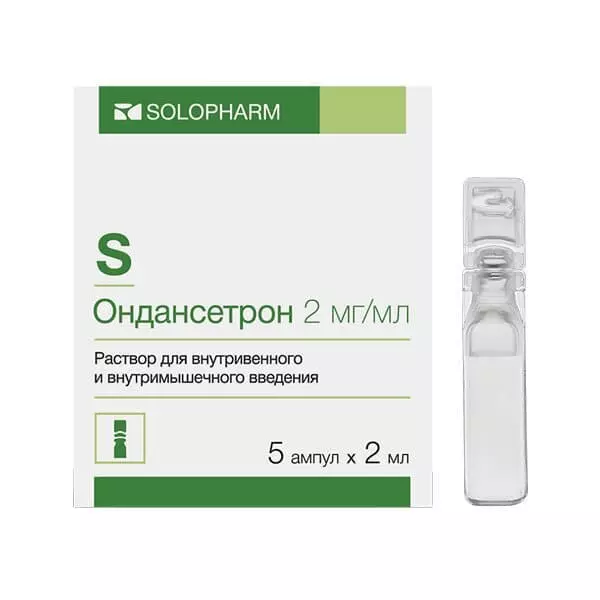 SOLOPHARM
S
Ондансетрон 2 мг/мл
Раствор для внутривенного
и внутримышечного введения
5 ампул х 2 мл